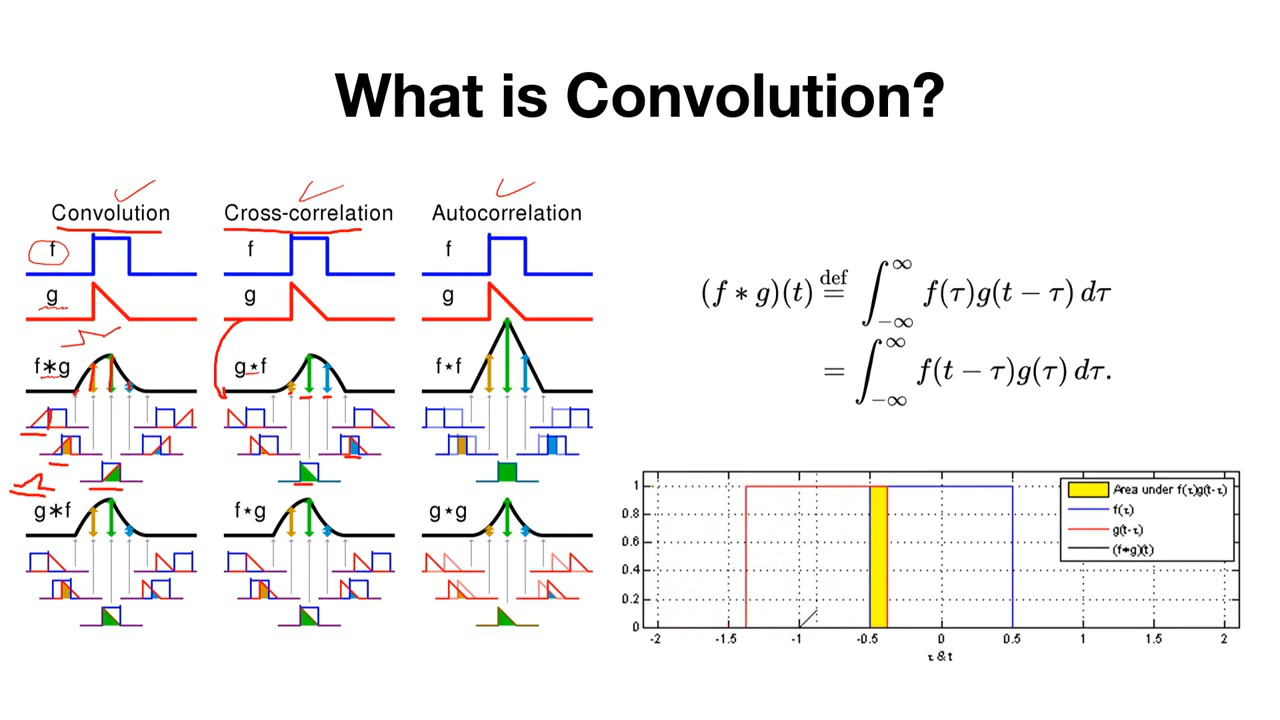 What is Convolution?
Convolution
f
g
f∗g
g∗f
Cross-correlation
f
g
g⋆f
f⋆g
Autocorrelation
f
g
f⋆f
g⋆g
(f ∗ g)(t) def= ∫_{−∞}^{∞} f(τ)g(t − τ) dτ
= ∫_{−∞}^{∞} f(t − τ)g(τ) dτ.
Area under f(τ)g(t-τ)
f(τ)
g(t-τ)
(f∗g)(t)
1
0.8
0.6
0.4
0.2
0
-2 -1.5 -1 -0.5 0 0.5 1 1.5 2
τ & t